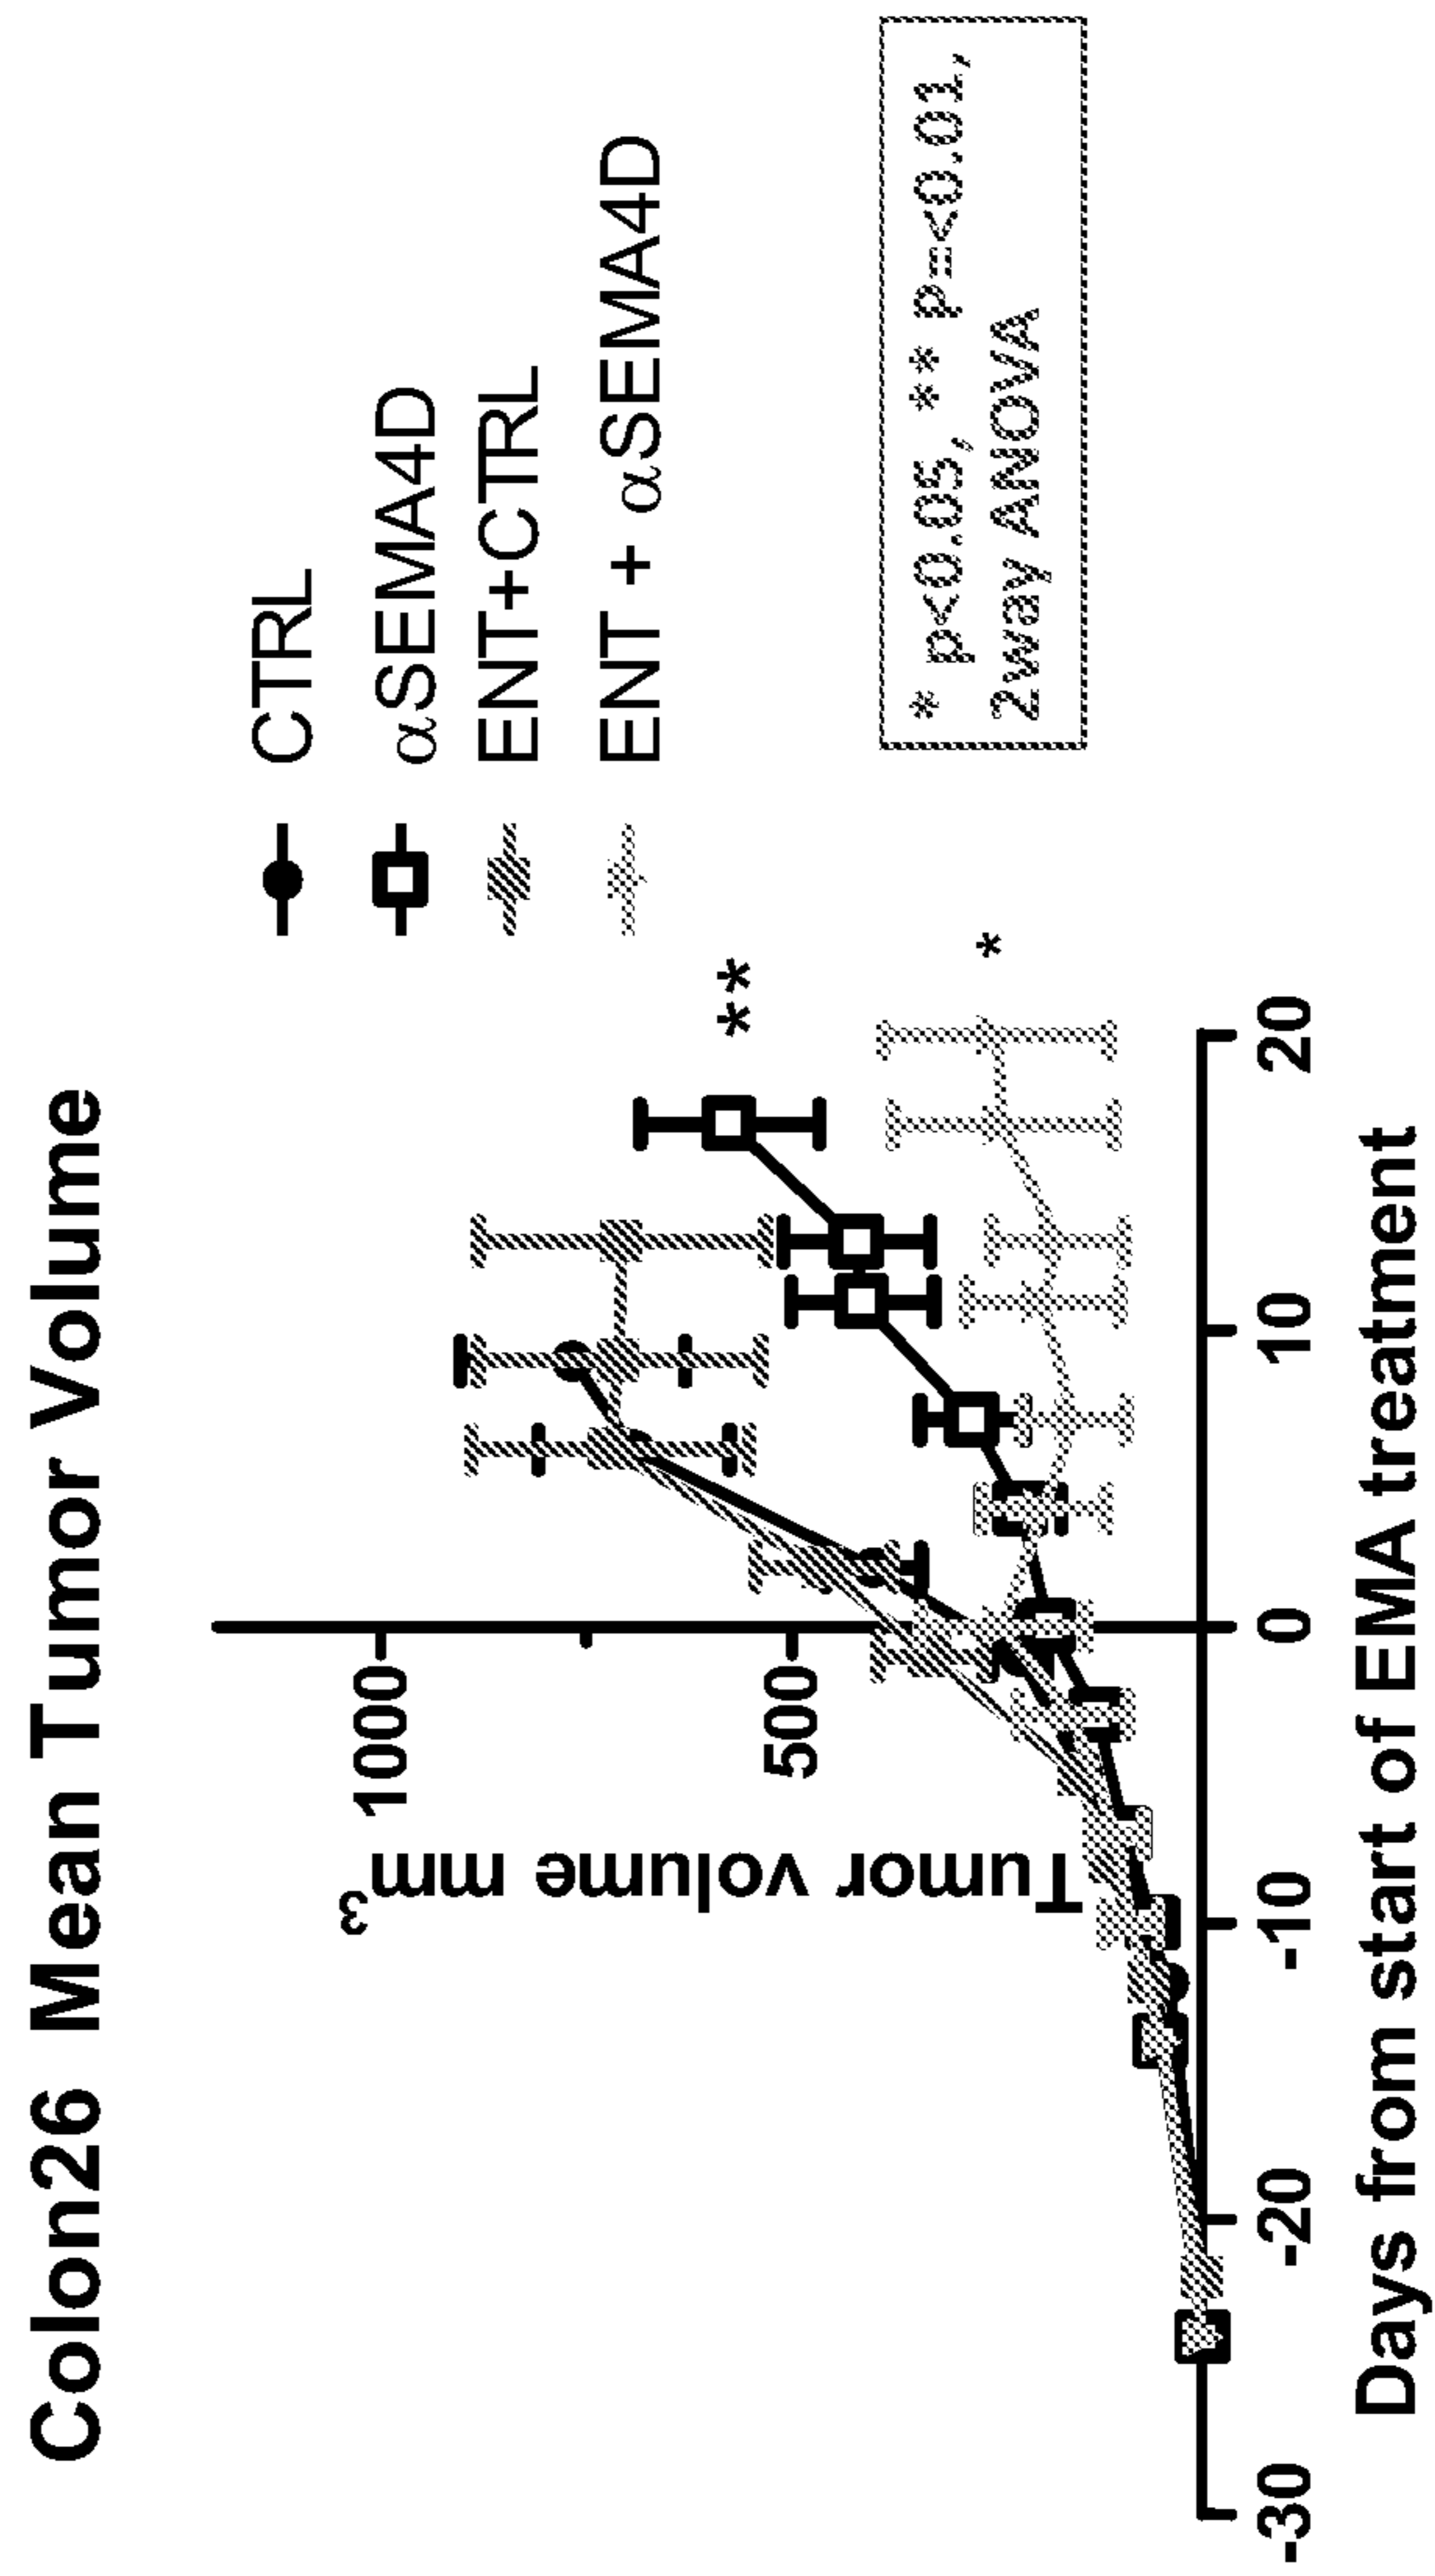 Colon26 Mean Tumor Volume
CTRL
αSEMA4D
ENT+CTRL
ENT + αSEMA4D
* p<0.05, ** p=<0.01,
2way ANOVA
**
*
Tumor volume mm³
1000
500
-30 -20 -10 0 10 20
Days from start of EMA treatment